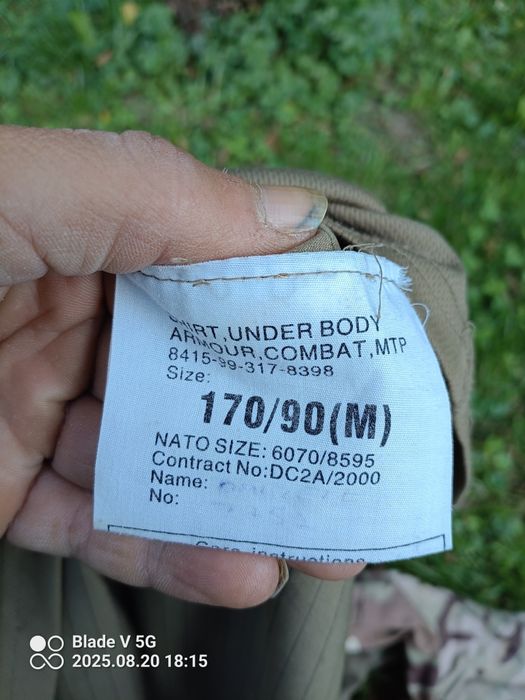 SHIRT,UNDER BODY
ARMOUR,COMBAT,MTP
8415-99-317-8398
Size:
170/90(M)
NATO SIZE: 6070/8595
Contract No:DC2A/2000
Name:
No:
Care instructions
Blade V 5G
2025.08.20 18:15